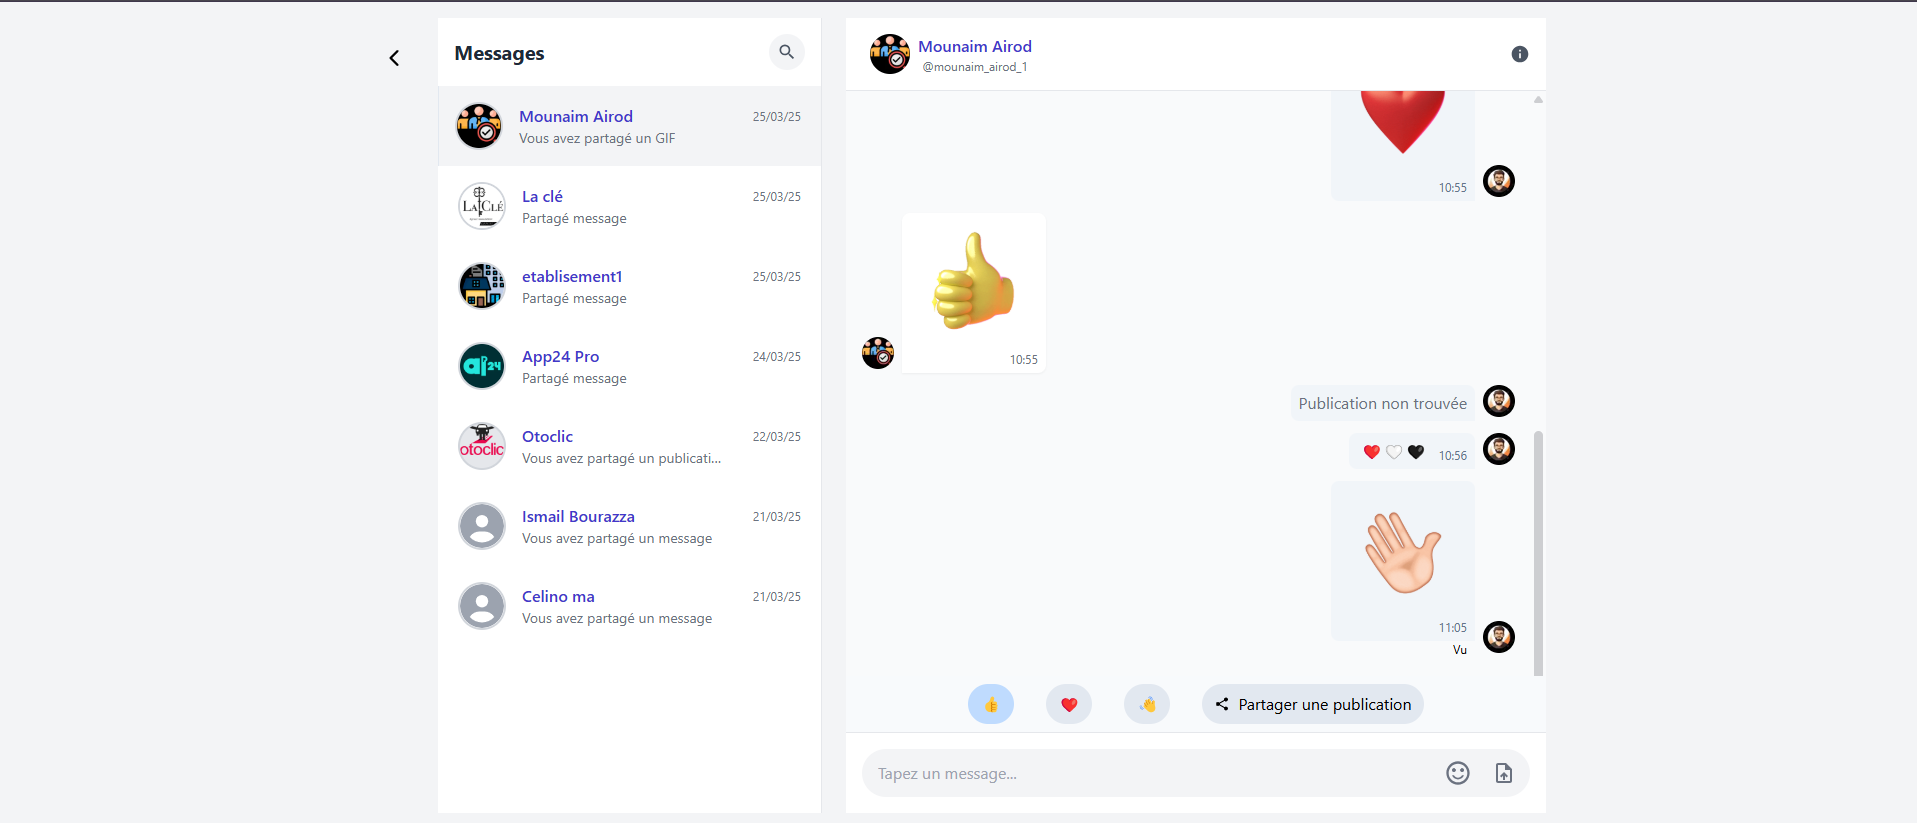 Messages
Mounaim Airod
25/03/25
Vous avez partagé un GIF
La clé
25/03/25
Partagé message
LA CLÉ
etablisement1
25/03/25
Partagé message
App24 Pro
24/03/25
Partagé message
24
Otoclic
22/03/25
Vous avez partagé un publicati...
otoclic
Ismail Bourazza
21/03/25
Vous avez partagé un message
Celino ma
21/03/25
Vous avez partagé un message
Mounaim Airod
@mounaim_airod_1
10:55
10:55
Publication non trouvée
10:56
11:05
Vu
Partager une publication
Tapez un message...